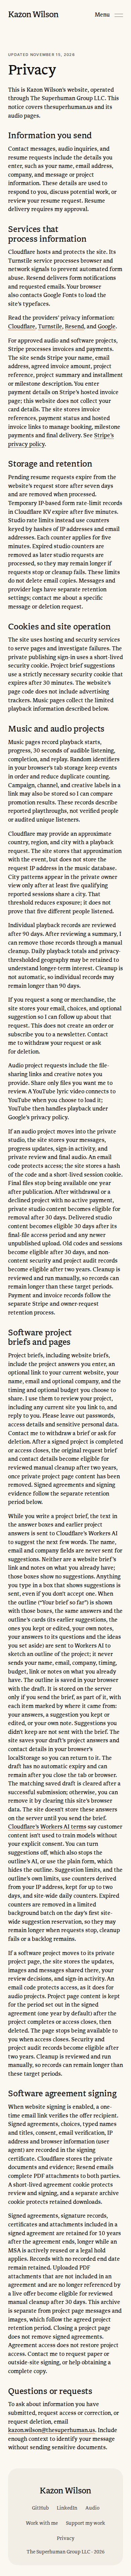 Kazon Wilson
Menu
UPDATED NOVEMBER 15, 2026
Privacy
This is Kazon Wilson's website, operated
through The Superhuman Group LLC. This
notice covers thesuperhuman.us and its
audio pages.
Information you send
Contact messages, audio inquiries, and
resume requests include the details you
enter, such as your name, email address,
company, and message or project
information. These details are used to
respond to you, discuss potential work, or
review your resume request. Resume
delivery requires my approval.
Services that
process information
Cloudflare hosts and protects the site. Its
Turnstile service processes browser and
network signals to prevent automated form
abuse. Resend delivers form notifications
and requested emails. Your browser
also contacts Google Fonts to load the
site's typefaces.
Read the providers' privacy information:
Cloudflare, Turnstile, Resend, and Google.
For approved audio and software projects,
Stripe processes invoices and payments.
The site sends Stripe your name, email
address, agreed invoice amount, invoice
reference, project summary and installment
or milestone description. You enter
payment details on Stripe's hosted invoice
page; this website does not collect your
card details. The site stores invoice
references, payment status and hosted
invoice links to manage booking, milestone
payments and final delivery. See Stripe's
privacy policy.
Storage and retention
Pending resume requests expire from the
website's request store after seven days
and are removed when processed.
Temporary IP-based form rate-limit records
in Cloudflare KV expire after five minutes.
Studio rate limits instead use counters
keyed by hashes of IP addresses and email
addresses. Each counter applies for five
minutes. Expired studio counters are
removed as later studio requests are
processed, so they may remain longer if
requests stop or cleanup fails. These limits
do not delete email copies. Messages and
provider logs have separate retention
settings; contact me about a specific
message or deletion request.
Cookies and site operation
The site uses hosting and security services
to serve pages and investigate failures. The
private publishing sign-in uses a short-lived
security cookie. Project brief suggestions
use a strictly necessary security cookie that
expires after 30 minutes. The website's
page code does not include advertising
trackers. Music pages collect the limited
playback information described below.
Music and audio projects
Music pages record playback starts,
progress, 30 seconds of audible listening,
completion, and replay. Random identifiers
in your browser's tab storage keep events
in order and reduce duplicate counting.
Campaign, channel, and creative labels in a
link may also be stored so I can compare
promotion results. These records describe
reported playthroughs, not verified people
or audited unique listeners.
Cloudflare may provide an approximate
country, region, and city with a playback
request. The site stores that approximation
with the event, but does not store the
request IP address in the music database.
City patterns appear in the private owner
view only after at least five qualifying
reported sessions share a city. That
threshold reduces exposure; it does not
prove that five different people listened.
Individual playback records are reviewed
after 90 days. After reviewing a summary, I
can remove those records through a manual
cleanup. Daily playback totals and privacy-
thresholded geography may be retained to
understand longer-term interest. Cleanup is
not automatic, so individual records may
remain longer than 90 days.
If you request a song or merchandise, the
site stores your email, choices, and optional
suggestion so I can follow up about that
request. This does not create an order or
subscribe you to a newsletter. Contact
me to withdraw your request or ask
for deletion.
Audio project requests include the file-
sharing links and creative notes you
provide. Share only files you want me to
review. A YouTube lyric video connects to
YouTube when you choose to load it;
YouTube then handles playback under
Google's privacy policy.
If an audio project moves into the private
studio, the site stores your messages,
progress updates, sign-in activity, and
private review and final audio. An email
code protects access; the site stores a hash
of the code and a short-lived session cookie.
Final files stop being available one year
after publication. After withdrawal or a
declined project with no active payment,
private studio content becomes eligible for
removal after 30 days. Delivered studio
content becomes eligible 30 days after its
final-file access period and any newer
published upload. Old codes and sessions
become eligible after 30 days, and non
content security and project audit records
become eligible after two years. Cleanup is
reviewed and run manually, so records can
remain longer than these target periods.
Payment and invoice records follow the
separate Stripe and owner-request
retention process.
Software project
briefs and pages
Project briefs, including website briefs,
include the project answers you enter, an
optional link to your current website, your
name, email and optional company, and the
timing and optional budget you choose to
share. I use them to review your project,
including any current site you link to, and
reply to you. Please leave out passwords,
access details and sensitive personal data.
Contact me to withdraw a brief or ask for
deletion. After a signed project is completed
or access closes, the original request brief
and contact details become eligible for
reviewed manual cleanup after two years,
once the private project page content has been
removed. Signed agreements and signing
evidence follow the separate retention
period below.
While you write a project brief, the text in
the answer boxes and earlier project
answers is sent to Cloudflare's Workers AI
to suggest the next few words. The name,
email and company fields are never sent for
suggestions. Neither are a website brief's
link and notes on what you already have;
those boxes show no suggestions. Anything
you type in a box that shows suggestions is
sent, even if you don't accept one. When
the outline ("Your brief so far") is shown
with those boxes, the same answers and the
outline's cards its earlier suggestions, the
ones you kept or edited, your own notes,
your answers to its questions and the ideas
you set aside are sent to Workers AI to
sketch an outline of the project; it never
sends your name, email, company, timing,
budget, link or notes on what you already
have. The outline is saved in your browser
with the draft. It is stored on the server
only if you send the brief, as part of it, with
each item marked by where it came from:
your answers, a suggestion you kept or
edited, or your own note. Suggestions you
didn't keep are not sent with the brief. The
site saves your draft's project answers and
contact details in your browser's
localStorage so you can return to it. The
draft has no automatic expiry and can
remain after you close the tab or browser.
The matching saved draft is cleared after a
successful submission; otherwise, you can
remove it by clearing this site's browser
data. The site doesn't store these answers
on the server until you send the brief.
Cloudflare's Workers AI terms say customer
content isn't used to train models without
your explicit consent. You can turn
suggestions off, which also stops the
outline's AI, or use the plain form, which
has no outline. Suggestion limits, and the
outline's own limits, use counters derived
from your IP address, kept for up to two
days, and site-wide daily counters. Expired
counters are removed in a limited
background batch on the day's first site-
wide suggestion reservation, so they may
remain longer when requests stop, cleanup
fails or a backlog remains.
If a software project moves to its private
project page, the site stores the updates,
images and messages shared there, your
review decisions, and sign-in activity. An
email code protects access, as it does for
audio projects. Project page content is kept
for the period set out in the signed
agreement (one year by default) after the
project completes or access closes, then
deleted. The page stops being available to
you when access closes. Security and
project audit records become eligible after
two years. Cleanup is reviewed and run
manually, so records can remain longer than
these target periods.
Software agreement signing
When website signing is enabled, a one-
time email link verifies the offer recipient.
Signed agreements, choices, typed names
and titles, consent, email verification, IP
address and browser information (user
agent) are recorded in the signing
certificate. Cloudflare stores the private
documents and evidence; Resend emails
complete PDF attachments to both parties.
A short-lived agreement cookie protects
review and signing, and a separate archive
cookie protects retained downloads.
Signed agreements, signature records,
certificates and attachments included in a
signed agreement are retained for 10 years
after the agreement ends, longer while an
MSA is actively reused or a legal hold
applies. Records with no recorded end date
remain retained. Uploaded PDF
attachments that are not included in an
agreement and are no longer referenced by
a live offer become eligible for reviewed
manual cleanup after 30 days. This archive
is separate from project page messages and
images, which follow the agreed project
retention period. Closing a project page
does not remove signed agreements.
Agreement access does not restore project
access. Contact me to request paper or
outside-site signing, or help obtaining a
complete copy.
Questions or requests
To ask about information you have
submitted, request access or correction, or
request deletion, email
kazon.wilson@thesuperhuman.us. Include
enough context to identify your message
without sending sensitive documents.
Kazon Wilson
GitHub LinkedIn Audio
Work with me Support my work
Privacy
The Superhuman Group LLC · 2026